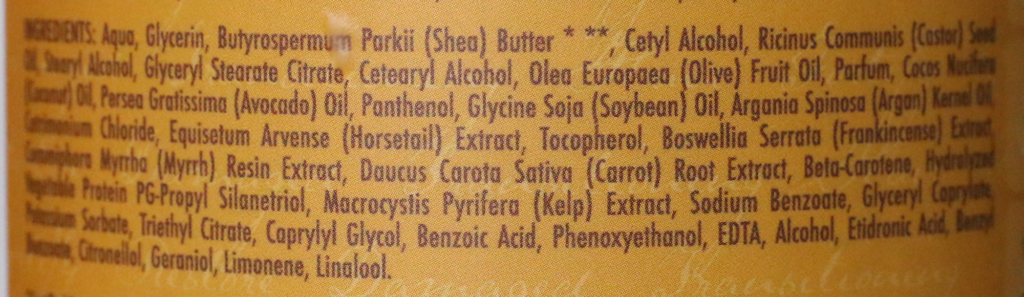 INGREDIENTS: Aqua, Glycerin, Butyrospermum Parkii (Shea) Butter * **, Cetyl Alcohol, Ricinus Communis (Castor) Seed
Oil, Stearyl Alcohol, Glyceryl Stearate Citrate, Cetearyl Alcohol, Olea Europaea (Olive) Fruit Oil, Parfum, Cocos Nucifera
(Coconut) Oil, Persea Gratissima (Avocado) Oil, Panthenol, Glycine Soja (Soybean) Oil, Argania Spinosa (Argan) Kernel Oil,
Chloride, Equisetum Arvense (Horsetail) Extract, Tocopherol, Boswellia Serrata (Frankincense) Extract,
Commiphora Myrrha (Myrrh) Resin Extract, Daucus Carota Sativa (Carrot) Root Extract, Beta-Carotene, Hydrolyzed
Vegetable Protein PG-Propyl Silanetriol, Macrocystis Pyrifera (Kelp) Extract, Sodium Benzoate, Glyceryl Caprylate,
Potassium Sorbate, Triethyl Citrate, Caprylyl Glycol, Benzoic Acid, Phenoxyethanol, EDTA, Alcohol, Etidronic Acid, Benzyl
Benzoate, Citronellol, Geraniol, Limonene, Linalool.
Restore Damaged Transitioning